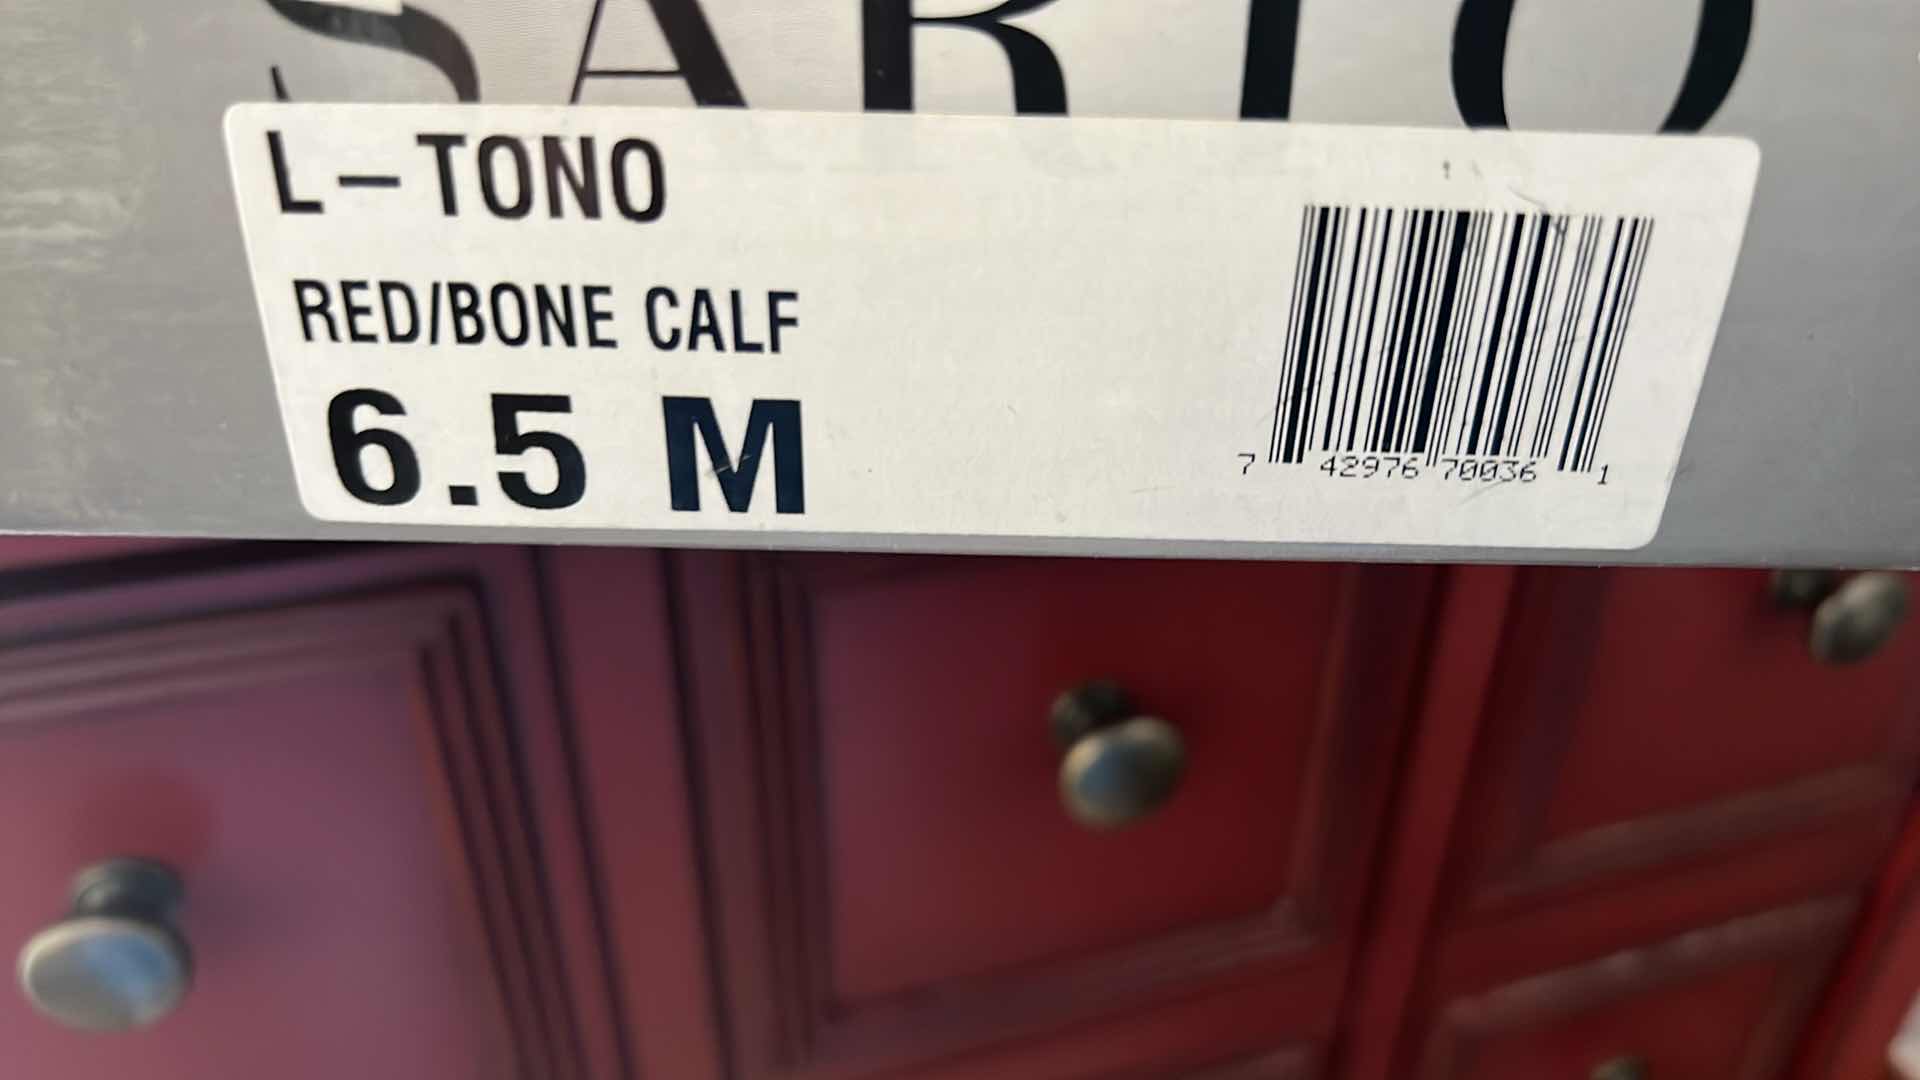 SARTO
L-TONO
RED/BONE CALF
6.5 M
7 42976 70036 1